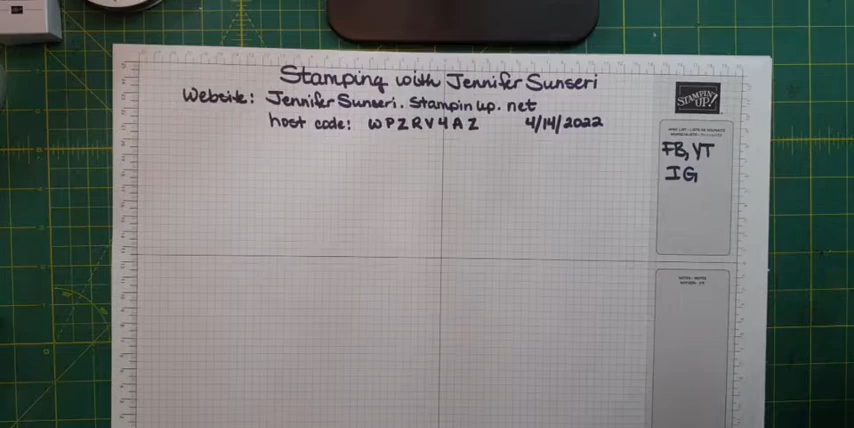 Stamping with Jennifer Sunseri
Website: JenniferSunseri.stampinup.net
host code: WPZRV4AZ 4/14/2022
STAMPIN' UP!
FB, YT
IG